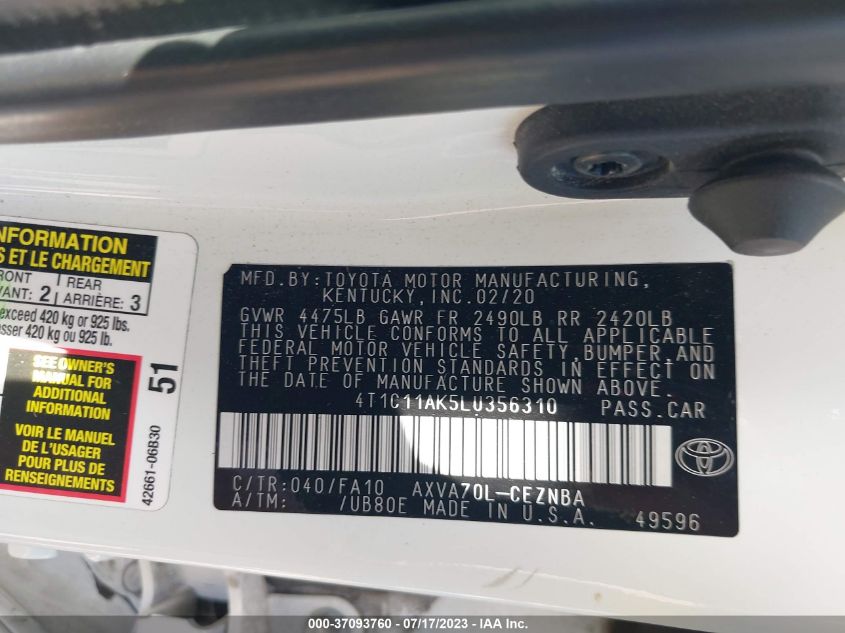 INFORMATION
S ET LE CHARGEMENT
FRONT
REAR
VANT: 2
ARRIÈRE: 3
exceed 420 kg or 925 lbs.
asser 420 kg ou 925 lb.
SEE OWNER'S
MANUAL FOR
ADDITIONAL
INFORMATION
VOIR LE MANUEL
DE L'USAGER
POUR PLUS DE
RENSEIGNEMENTS
51
42661-06B30
MFD.BY:TOYOTA MOTOR MANUFACTURING,
KENTUCKY,INC.02/20
GVWR 4475LB GAWR FR 2490LB RR 2420LB
THIS VEHICLE CONFORMS TO ALL APPLICABLE
FEDERAL MOTOR VEHICLE SAFETY,BUMPER,AND
THEFT PREVENTION STANDARDS IN EFFECT ON
THE DATE OF MANUFACTURE SHOWN ABOVE.
4T1C11AK5LU356310 PASS.CAR
C/TR:040/FA10 AXVA70L-CEZNBA
A/TM: /UB80E MADE IN U.S.A. 49596
000-37093760 - 07/17/2023 - IAA Inc.